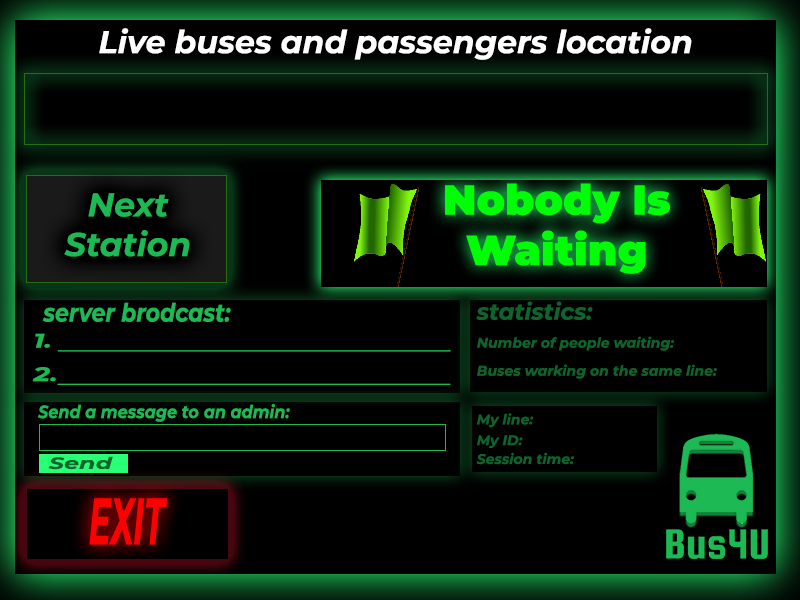 Live buses and passengers location
Next
Station
Nobody Is
Waiting
server brodcast:
1.
2.
statistics:
Number of people waiting:
Buses warking on the same line:
Send a message to an admin:
Send
My line:
My ID:
Session time:
EXIT
Bus4U